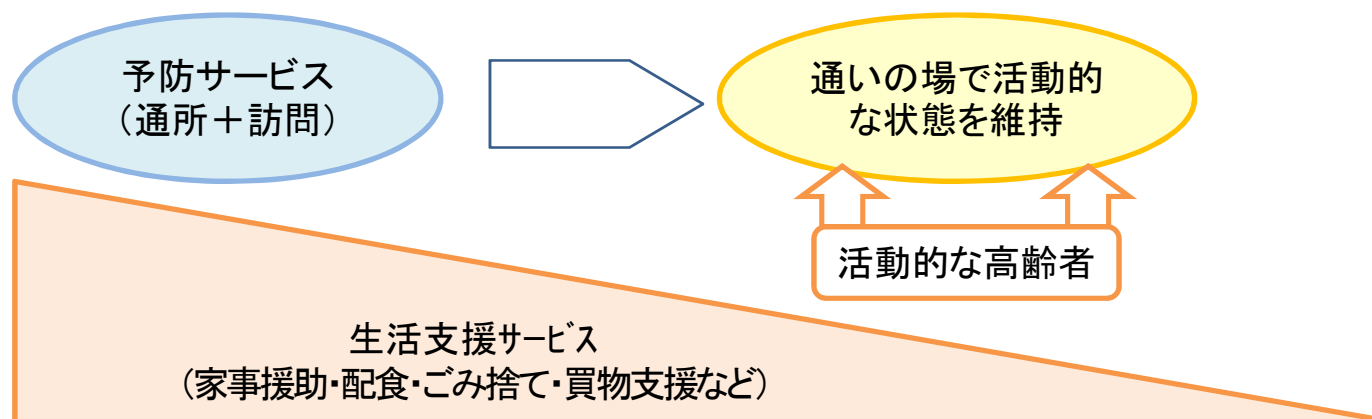 予防サービス
（通所＋訪問）
通いの場で活動的
な状態を維持
活動的な高齢者
生活支援ｻｰﾋﾞｽ
（家事援助・配食・ごみ捨て・買物支援など）